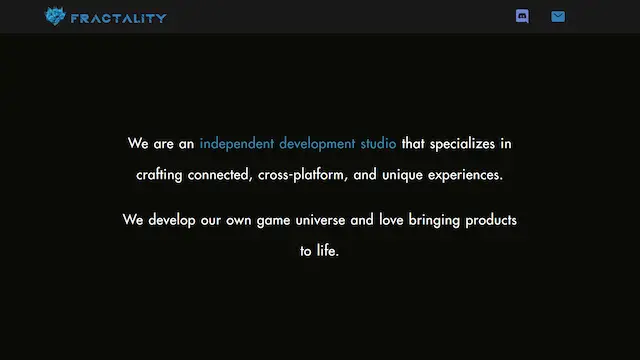 FRACTALITY
We are an independent development studio that specializes in
crafting connected, cross-platform, and unique experiences.
We develop our own game universe and love bringing products
to life.